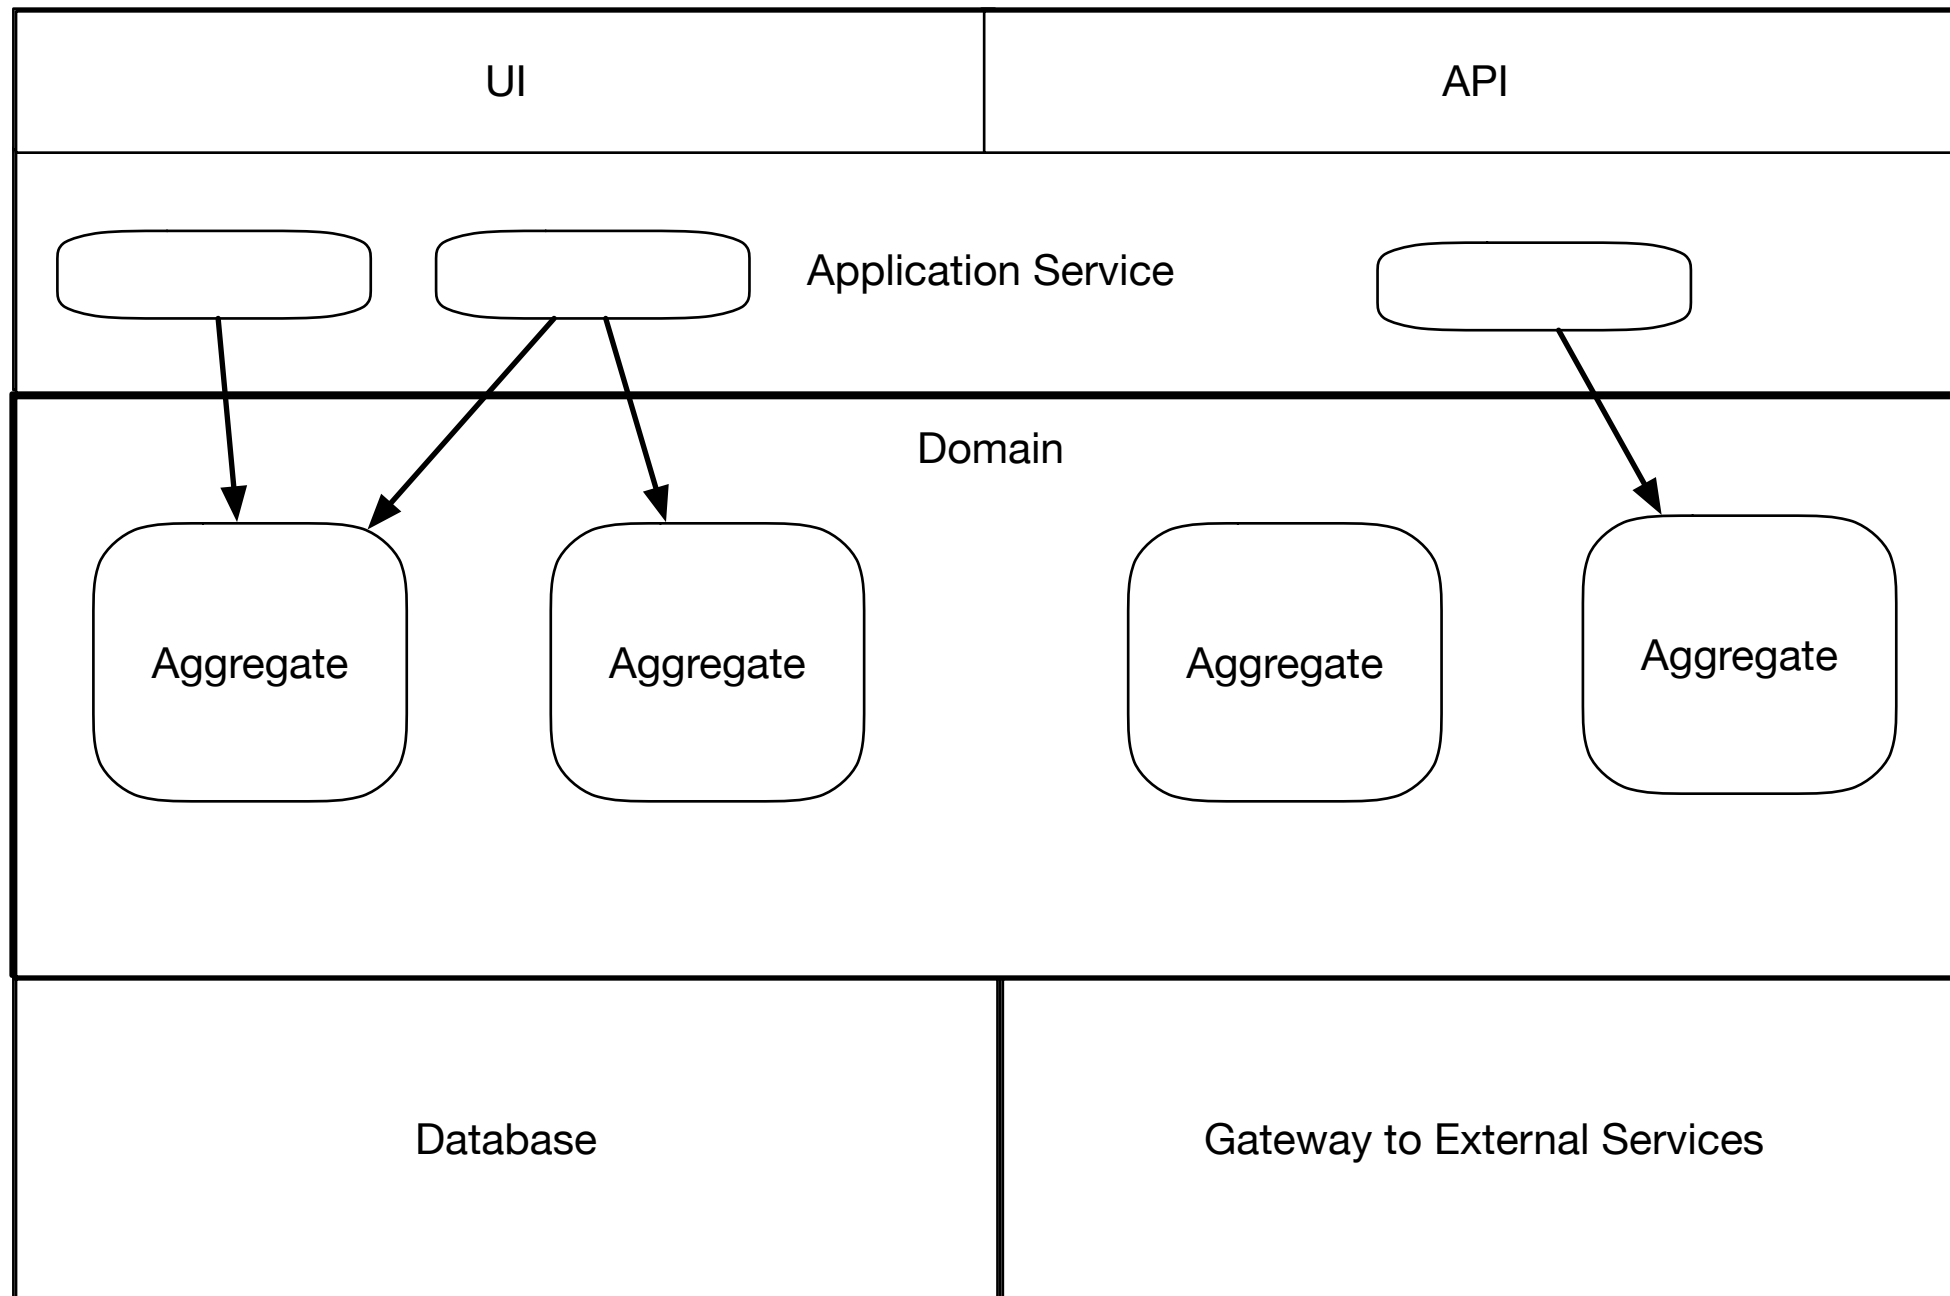 UI
API
Application Service
Domain
Aggregate
Aggregate
Aggregate
Aggregate
Database
Gateway to External Services